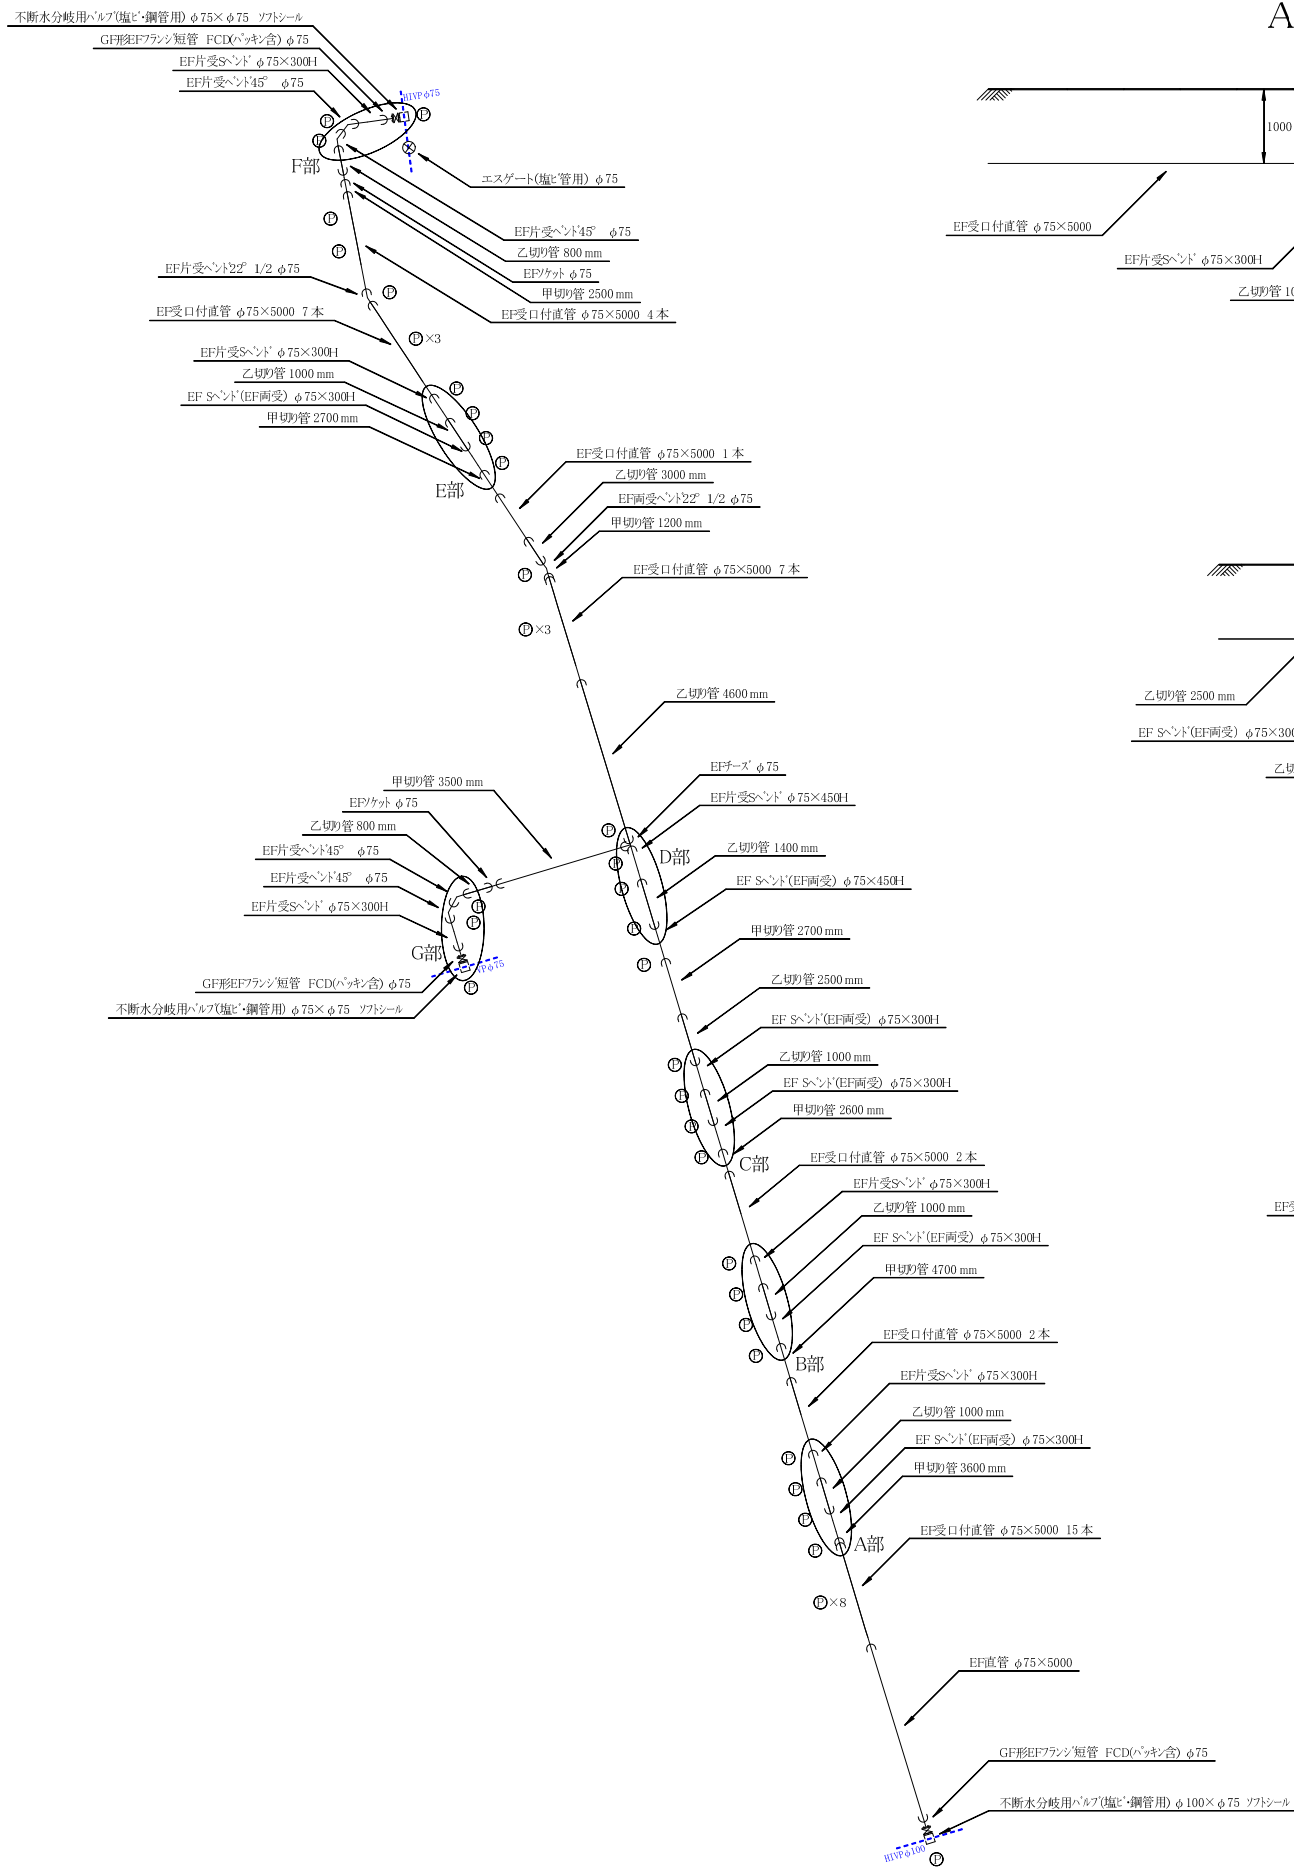 不断水分岐用バルブ(塩ビ・鋼管用) φ75×φ75 ソフトシール
GF形EFフランジ短管 FCD(パッキン含) φ75
EF片受Sベンド φ75×300H
EF片受ベンド45° φ75
HIVPφ75
P
P
P
F部
エスゲート(塩ビ管用) φ75
P
P
EF片受ベンド45° φ75
乙切り管 800 mm
EFソケット φ75
甲切り管 2500 mm
EF受口付直管 φ75×5000 4本
EF片受ベンド22° 1/2 φ75
P
EF受口付直管 φ75×5000 7本
P×3
EF片受Sベンド φ75×300H
乙切り管 1000 mm
EF Sベンド(EF両受) φ75×300H
甲切り管 2700 mm
P
P
P
P
E部
EF受口付直管 φ75×5000 1本
乙切り管 3000 mm
EF両受ベンド22° 1/2 φ75
甲切り管 1200 mm
P
EF受口付直管 φ75×5000 7本
P×3
乙切り管 4600 mm
EFチーズ φ75
EF片受Sベンド φ75×450H
P
P
P
P
D部
乙切り管 1400 mm
EF Sベンド(EF両受) φ75×450H
甲切り管 3500 mm
EFソケット φ75
乙切り管 800 mm
EF片受ベンド45° φ75
EF片受ベンド45° φ75
EF片受Sベンド φ75×300H
P
P
G部
VPφ75
GF形EFフランジ短管 FCD(パッキン含) φ75
P
不断水分岐用バルブ(塩ビ・鋼管用) φ75×φ75 ソフトシール
甲切り管 2700 mm
P
乙切り管 2500 mm
EF Sベンド(EF両受) φ75×300H
P
乙切り管 1000 mm
P
EF Sベンド(EF両受) φ75×300H
P
甲切り管 2600 mm
P
C部
EF受口付直管 φ75×5000 2本
EF片受Sベンド φ75×300H
乙切り管 1000 mm
EF Sベンド(EF両受) φ75×300H
甲切り管 4700 mm
P
P
P
P
B部
EF受口付直管 φ75×5000 2本
EF片受Sベンド φ75×300H
乙切り管 1000 mm
EF Sベンド(EF両受) φ75×300H
甲切り管 3600 mm
P
P
P
P
A部
EF受口付直管 φ75×5000 15本
P×8
EF直管 φ75×5000
GF形EFフランジ短管 FCD(パッキン含) φ75
不断水分岐用バルブ(塩ビ・鋼管用) φ100×φ75 ソフトシール
HIVPφ100
P
A
1000
EF受口付直管 φ75×5000
EF片受Sベンド φ75×300H
乙切り管 10
乙切り管 2500 mm
EF Sベンド(EF両受) φ75×300
乙切
EF受